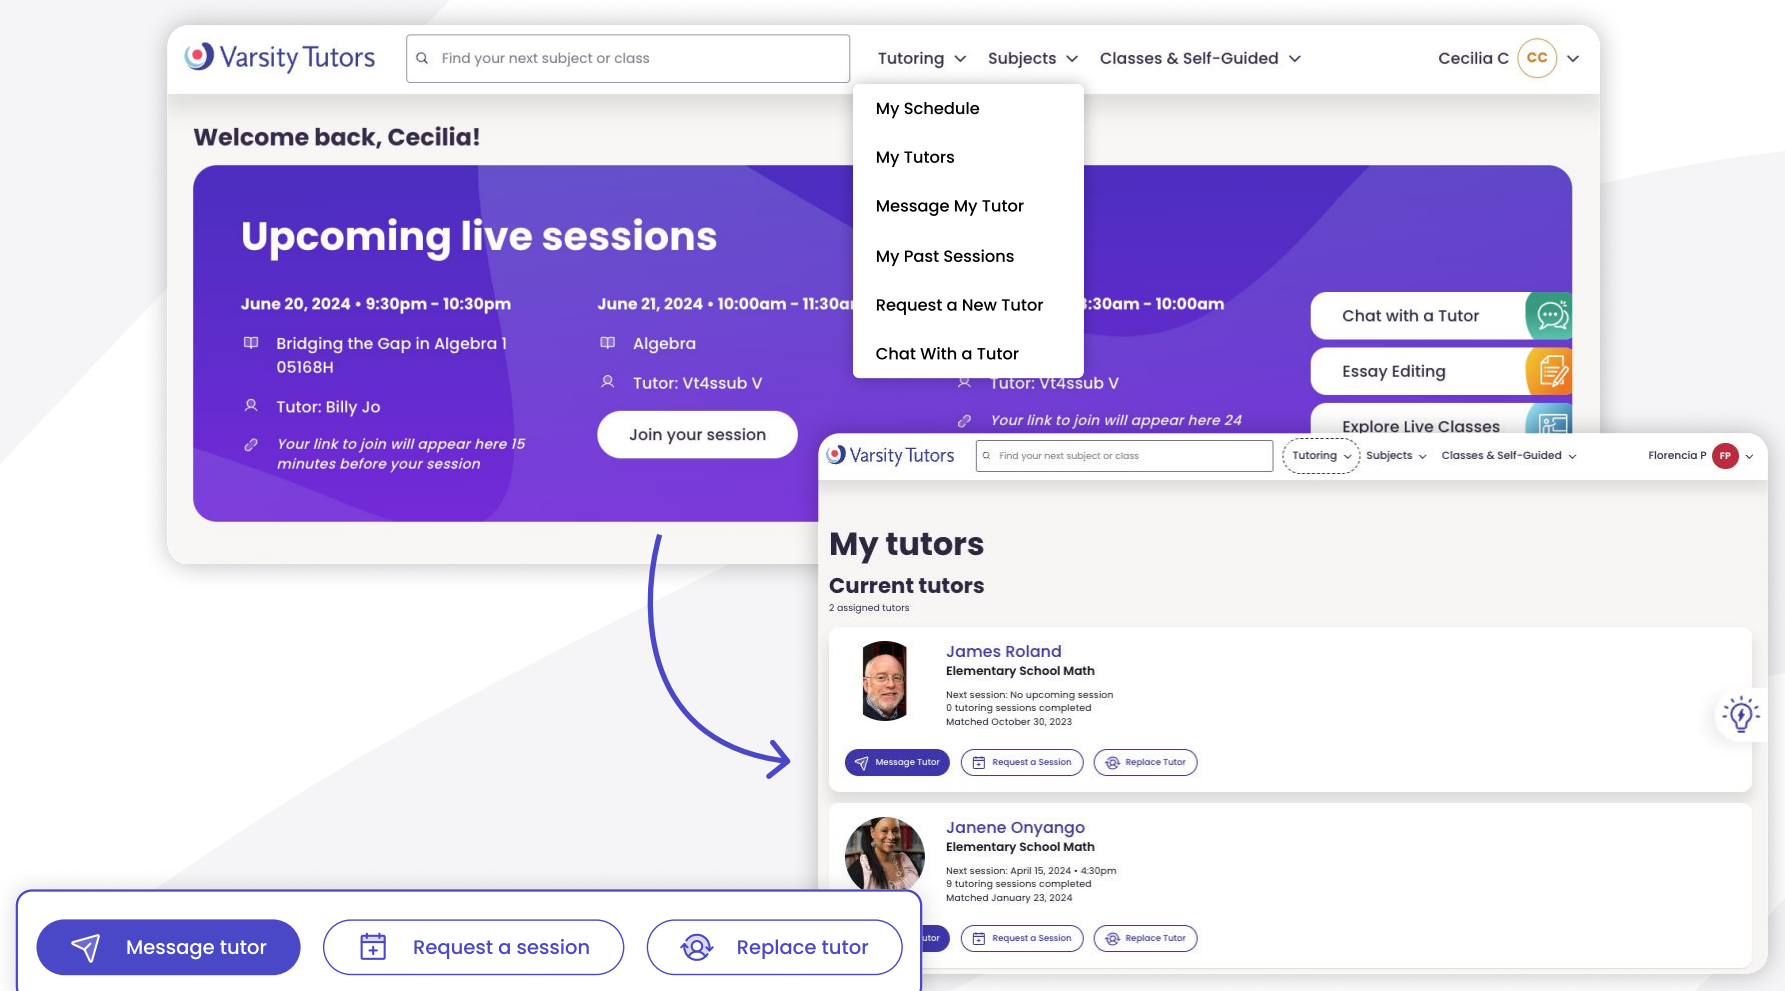 Varsity Tutors
Find your next subject or class
Tutoring
Subjects
Classes & Self-Guided
Cecilia C
CC
My Schedule
My Tutors
Message My Tutor
My Past Sessions
Request a New Tutor
Chat With a Tutor
Welcome back, Cecilia!
Upcoming live sessions
June 20, 2024 • 9:30pm - 10:30pm
Bridging the Gap in Algebra 1
05168H
Tutor: Billy Jo
Your link to join will appear here 15
minutes before your session
June 21, 2024 • 10:00am - 11:30a
Algebra
Tutor: Vt4ssub V
Join your session
:30am - 10:00am
Tutor: Vt4ssub V
Your link to join will appear here 24
Chat with a Tutor
Essay Editing
Explore Live Classes
Varsity Tutors
Find your next subject or class
Tutoring
Subjects
Classes & Self-Guided
Florencia P
FP
My tutors
Current tutors
2 assigned tutors
James Roland
Elementary School Math
Next session: No upcoming session
0 tutoring sessions completed
Matched October 30, 2023
Message Tutor
Request a Session
Replace Tutor
Janene Onyango
Elementary School Math
Next session: April 15, 2024 • 4:30pm
9 tutoring sessions completed
Matched January 23, 2024
utor
Request a Session
Replace Tutor
Message tutor
Request a session
Replace tutor